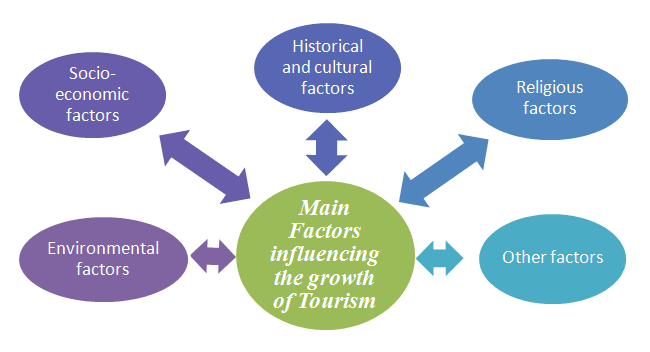 Historical
and cultural
factors
Socio-
economic
factors
Religious
factors
Main
Factors
influencing
the growth
of Tourism
Environmental
factors
Other factors